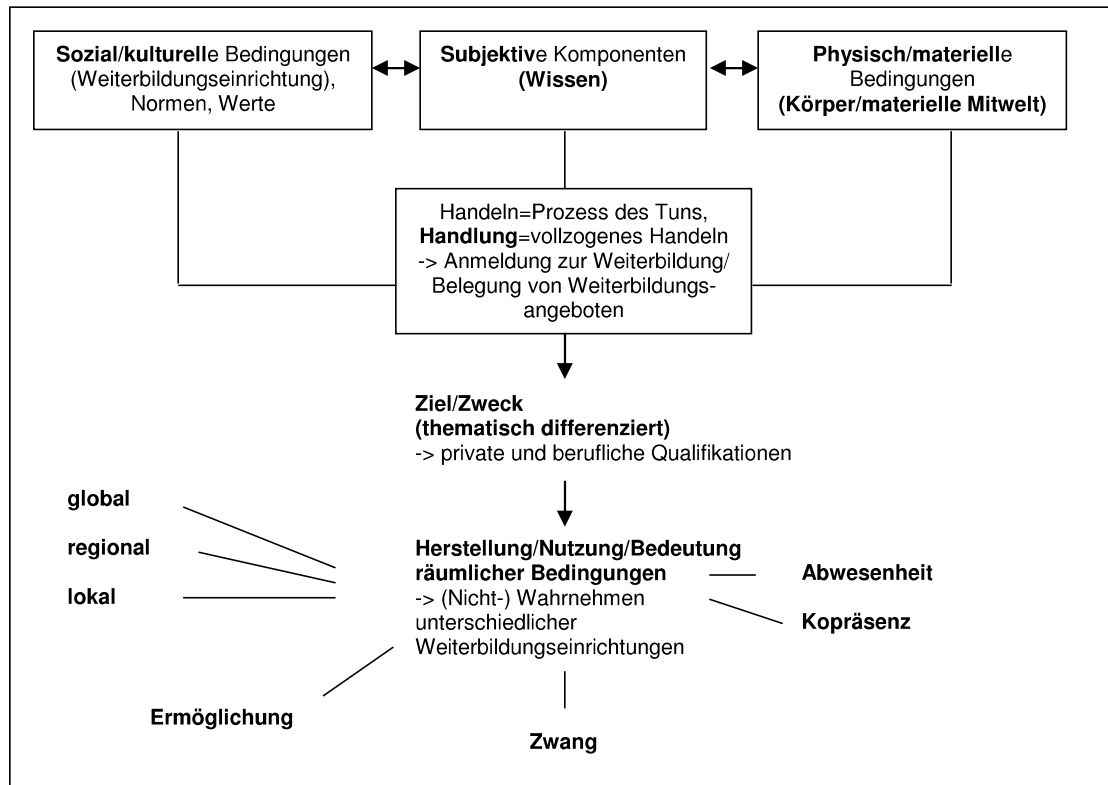 Sozial/kulturelle Bedingungen
(Weiterbildungseinrichtung),
Normen, Werte
Subjektive Komponenten
(Wissen)
Physisch/materielle
Bedingungen
(Körper/materielle Mitwelt)
Handeln=Prozess des Tuns,
Handlung=vollzogenes Handeln
-> Anmeldung zur Weiterbildung/
Belegung von Weiterbildungs-
angeboten
Ziel/Zweck
(thematisch differenziert)
-> private und berufliche Qualifikationen
global
regional
lokal
Herstellung/Nutzung/Bedeutung
räumlicher Bedingungen
-> (Nicht-) Wahrnehmen
unterschiedlicher
Weiterbildungseinrichtungen
Abwesenheit
Kopräsenz
Ermöglichung
Zwang